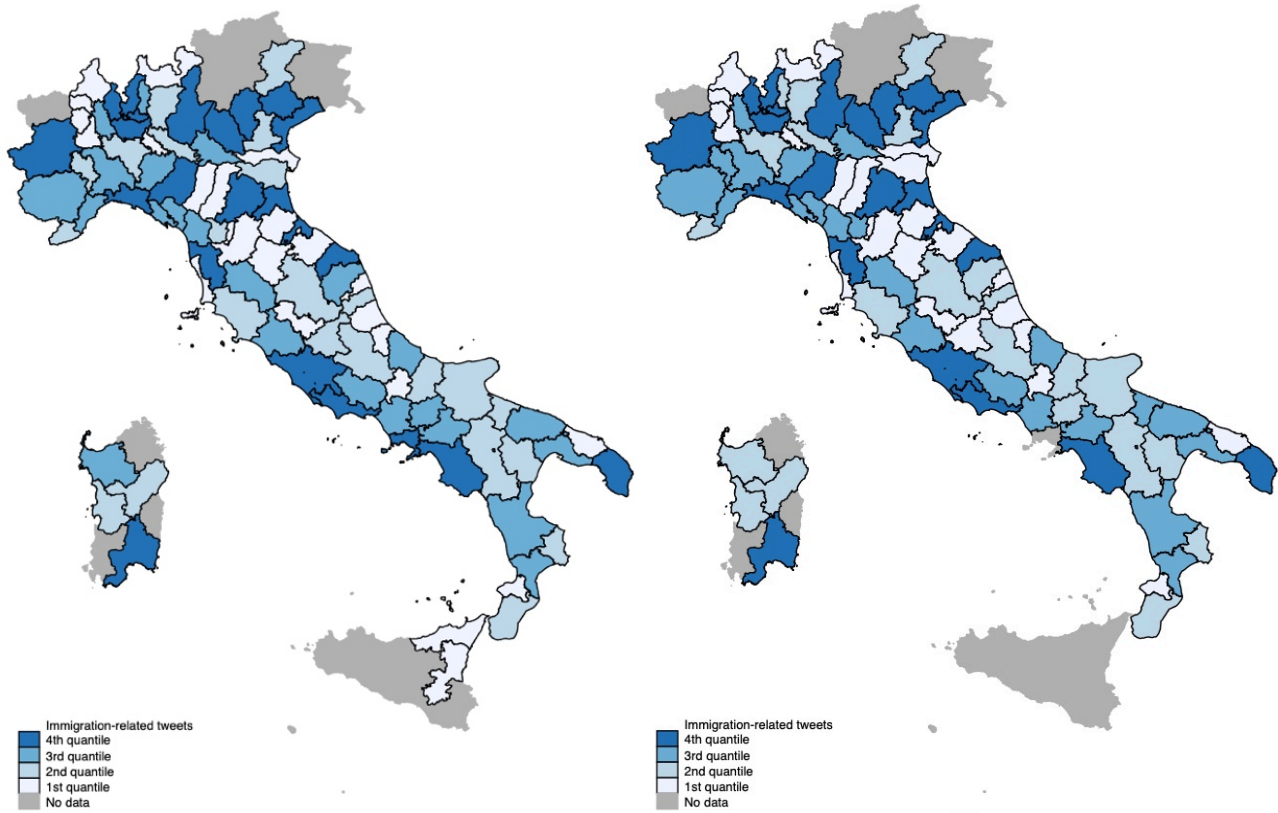 Immigration-related tweets
4th quantile
3rd quantile
2nd quantile
1st quantile
No data
Immigration-related tweets
4th quantile
3rd quantile
2nd quantile
1st quantile
No data